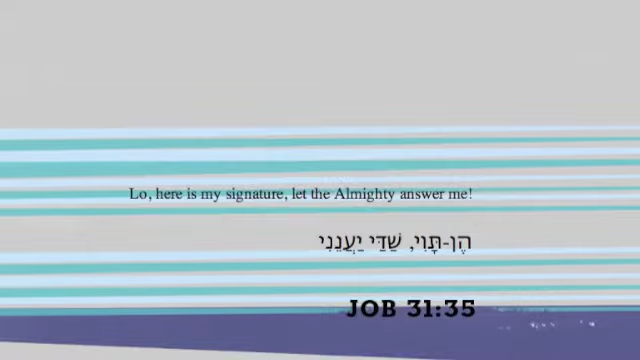 Lo, here is my signature, let the Almighty answer me!
הֶן-תָּוִי, שַׁדַּי יַעֲנֵנִי
JOB 31:35